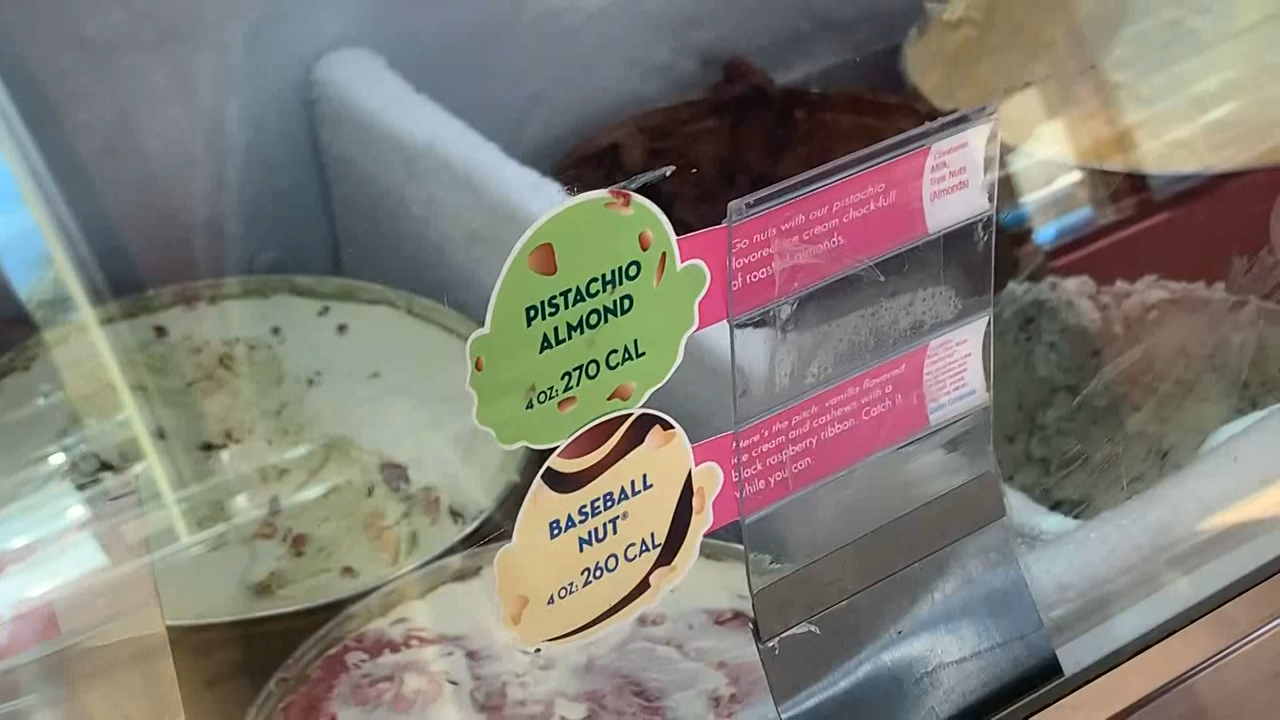 PISTACHIO
ALMOND
4 OZ: 270 CAL
Go nuts with our pistachio
flavored ice cream chock-full
of roasted almonds.
Contains:
Milk,
Tree Nuts
(Almonds)
BASEBALL
NUT®
4 OZ: 260 CAL
Here's the pitch: vanilla flavored
ice cream and cashews with a
black raspberry ribbon. Catch it
while you can.